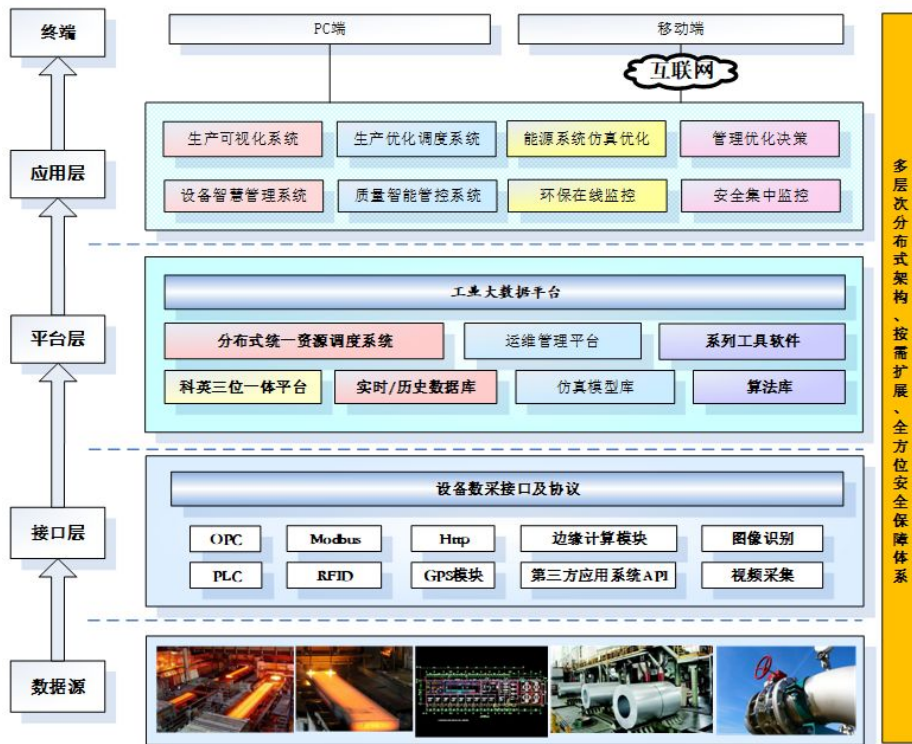 终端
PC端
移动端
互联网
应用层
生产可视化系统
生产优化调度系统
能源系统仿真优化
管理优化决策
设备智慧管理系统
质量智能管控系统
环保在线监控
安全集中监控
平台层
工业大数据平台
分布式统一资源调度系统
运维管理平台
系列工具软件
科英三位一体平台
实时/历史数据库
仿真模型库
算法库
接口层
设备数采接口及协议
OPC
Modbus
Http
边缘计算模块
图像识别
PLC
RFID
GPS模块
第三方应用系统API
视频采集
数据源
多层次分布式架构、按需扩展、全方位安全保障体系